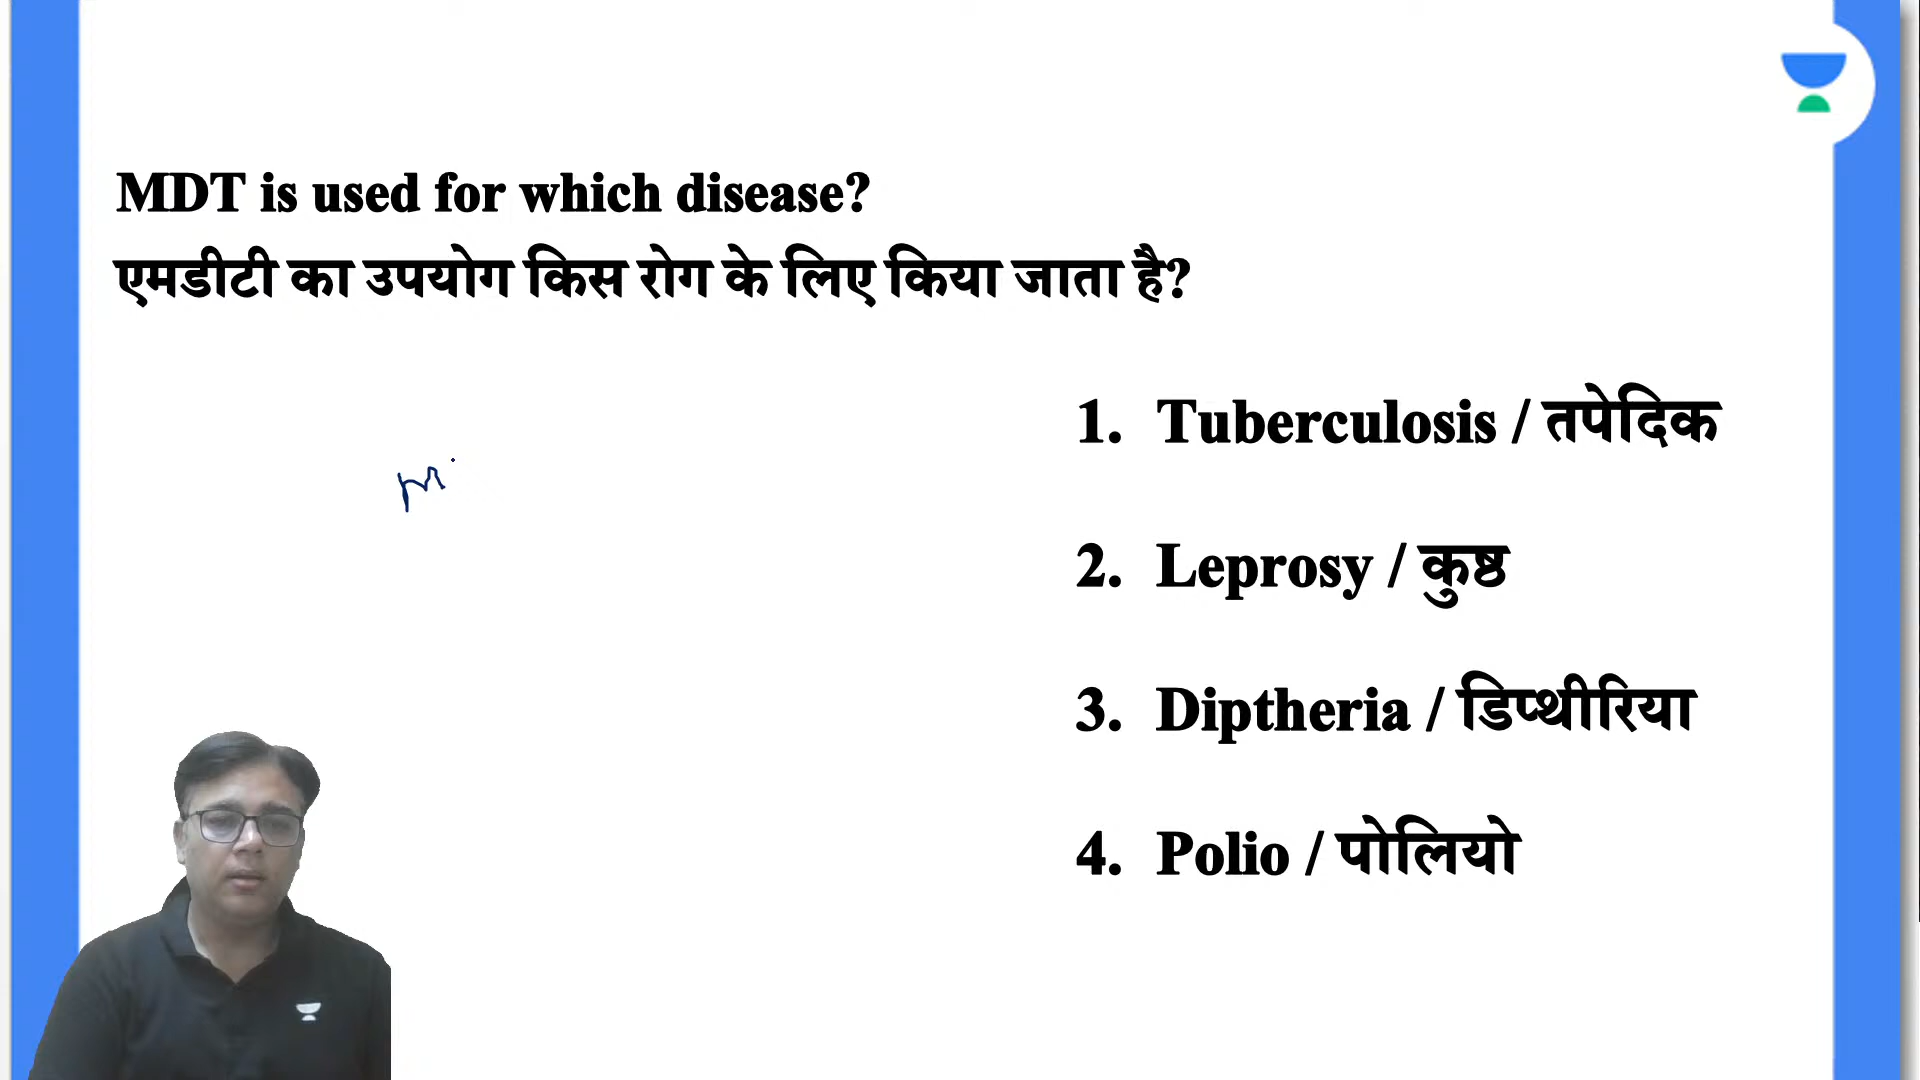 MDT is used for which disease?
एमडीटी का उपयोग किस रोग के लिए किया जाता है?
1. Tuberculosis / तपेदिक
M
2. Leprosy / कुष्ठ
3. Diptheria / डिप्थीरिया
4. Polio / पोलियो